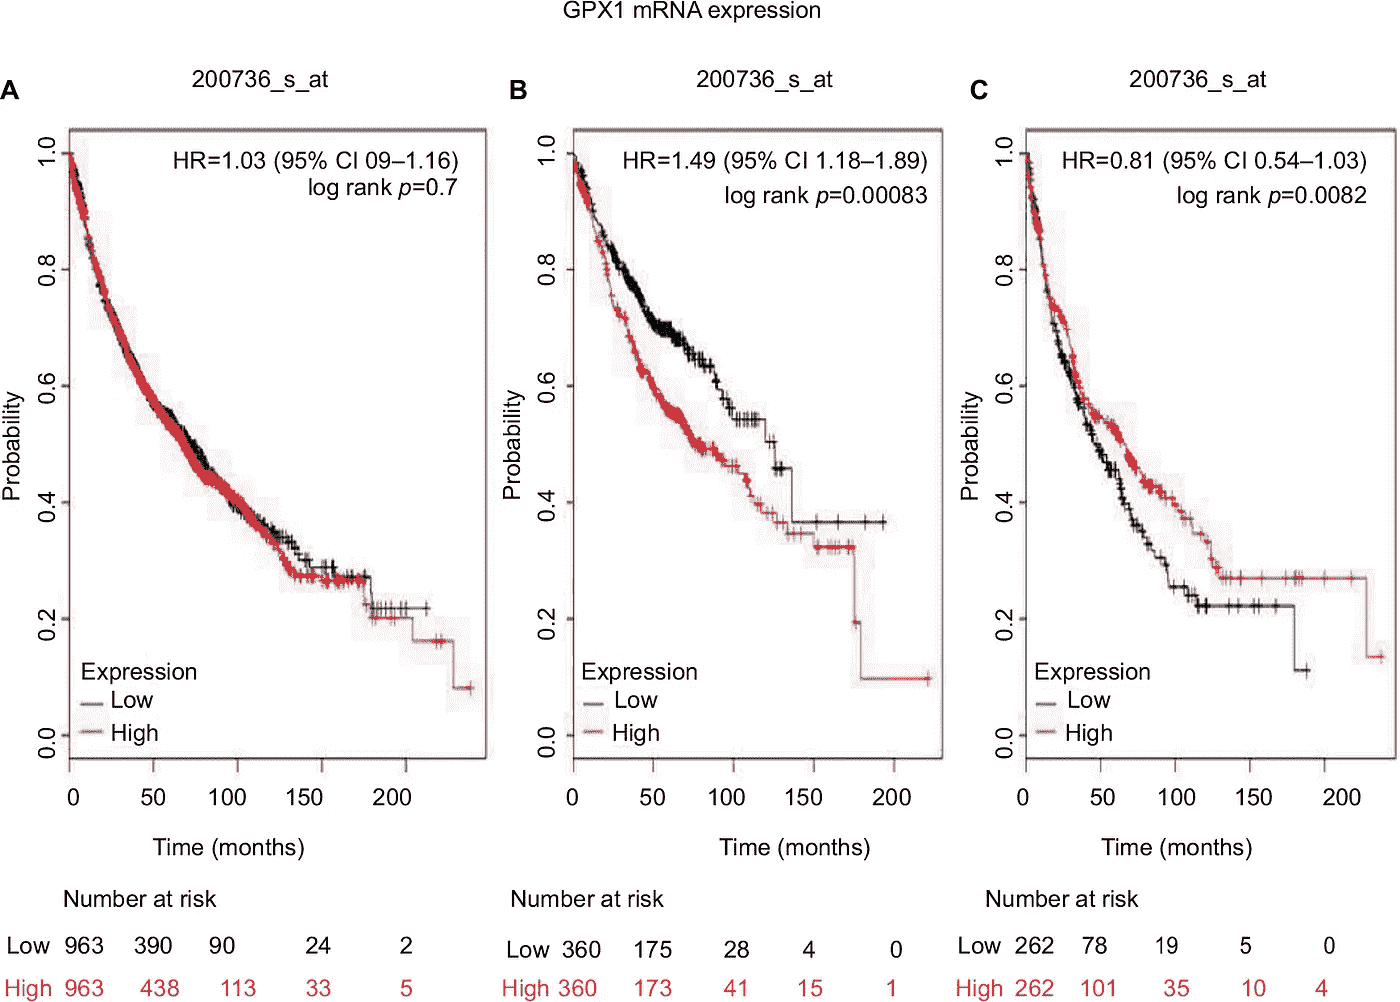 GPX1 mRNA expression
A
200736_s_at
HR=1.03 (95% CI 09–1.16)
log rank p=0.7
Probability
1.0
0.8
0.6
0.4
0.2
0.0
Expression
Low
High
0 50 100 150 200
Time (months)
Number at risk
Low 963 390 90 24 2
High 963 438 113 33 5
B
200736_s_at
HR=1.49 (95% CI 1.18–1.89)
log rank p=0.00083
Probability
1.0
0.8
0.6
0.4
0.2
0.0
Expression
Low
High
0 50 100 150 200
Time (months)
Number at risk
Low 360 175 28 4 0
High 360 173 41 15 1
C
200736_s_at
HR=0.81 (95% CI 0.54–1.03)
log rank p=0.0082
Probability
1.0
0.8
0.6
0.4
0.2
0.0
Expression
Low
High
0 50 100 150 200
Time (months)
Number at risk
Low 262 78 19 5 0
High 262 101 35 10 4